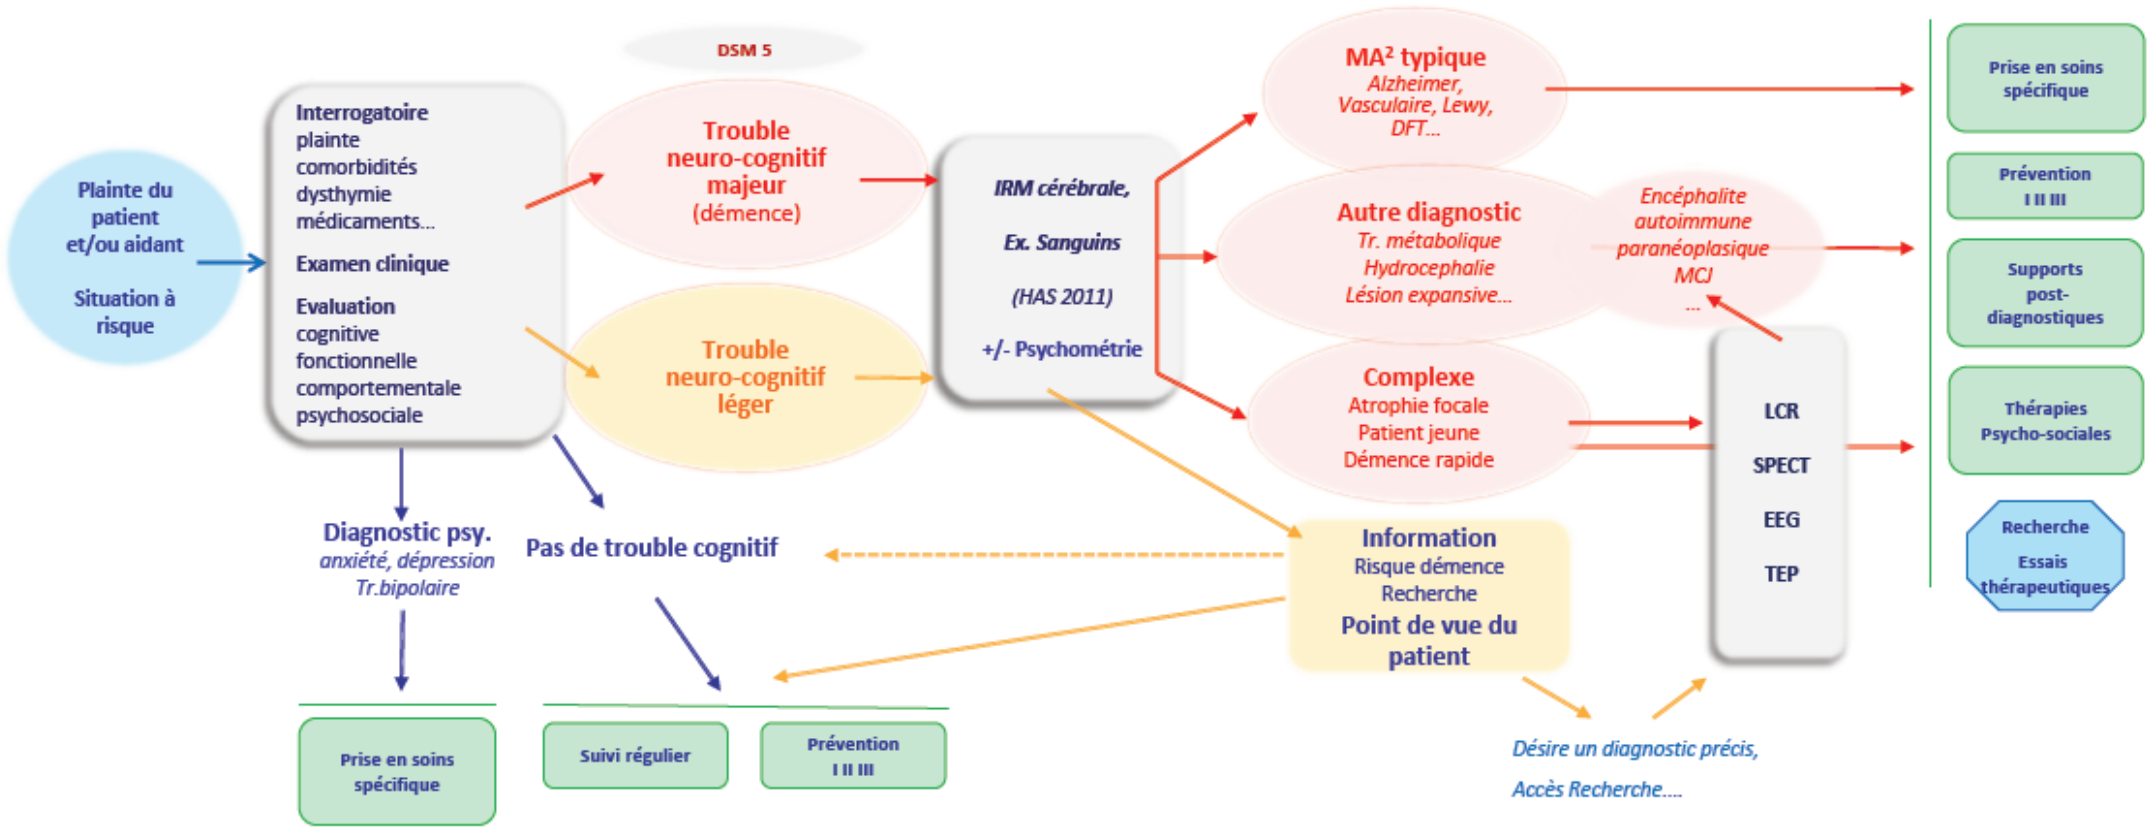 DSM 5
Plainte du
patient
et/ou aidant
Situation à
risque
Interrogatoire
plainte
comorbidités
dysthymie
médicaments...
Examen clinique
Evaluation
cognitive
fonctionnelle
comportementale
psychosociale
Trouble
neuro-cognitif
majeur
(démence)
Trouble
neuro-cognitif
léger
IRM cérébrale,
Ex. Sanguins
(HAS 2011)
+/- Psychométrie
MA² typique
Alzheimer,
Vasculaire, Lewy,
DFT...
Autre diagnostic
Tr. métabolique
Hydrocephalie
Lésion expansive...
Encéphalite
autoimmune
paranéoplasique
MCJ
...
Complexe
Atrophie focale
Patient jeune
Démence rapide
LCR
SPECT
EEG
TEP
Prise en soins
spécifique
Prévention
I II III
Supports
post-
diagnostiques
Thérapies
Psycho-sociales
Recherche
Essais
thérapeutiques
Diagnostic psy.
anxiété, dépression
Tr.bipolaire
Pas de trouble cognitif
Information
Risque démence
Recherche
Point de vue du
patient
Prise en soins
spécifique
Suivi régulier
Prévention
I II III
Désire un diagnostic précis,
Accès Recherche....